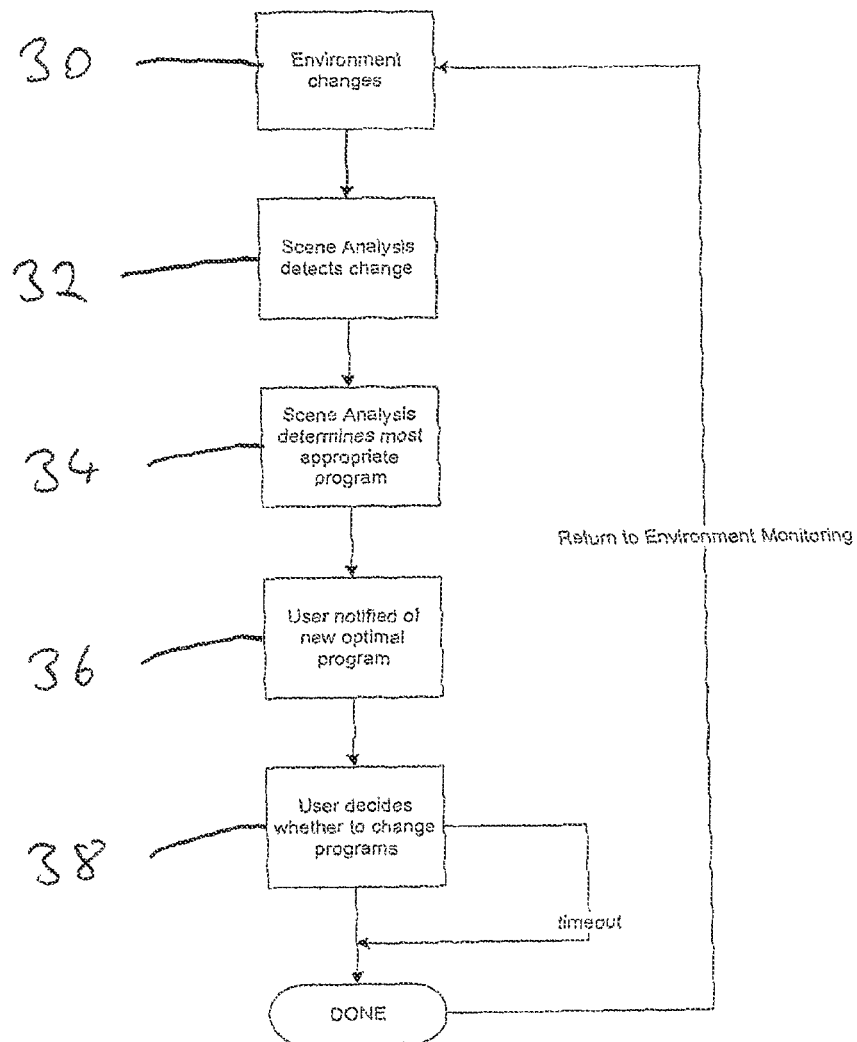 30
Environment
changes
32
Scene Analysis
detects change
34
Scene Analysis
determines most
appropriate
program
Return to Environment Monitoring
36
User notified of
new optimal
program
38
User decides
whether to change
programs
timeout
DONE